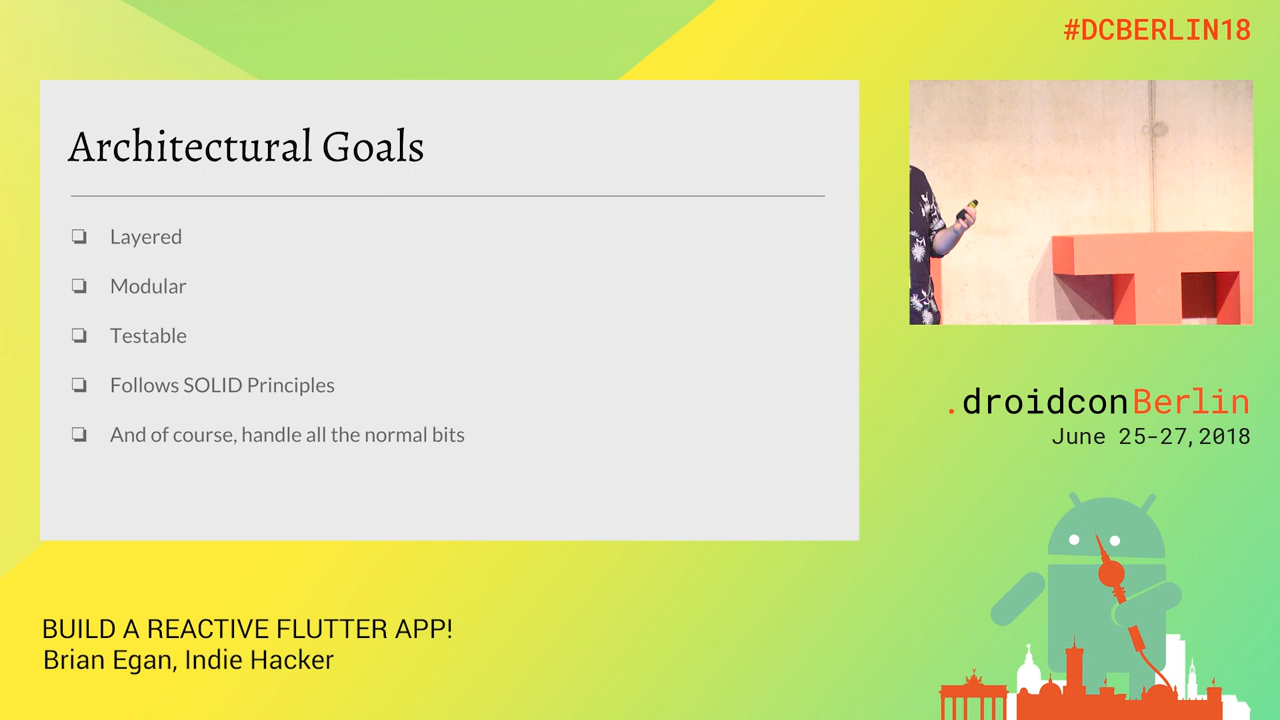 #DCBERLIN18
Architectural Goals
Layered
Modular
Testable
Follows SOLID Principles
And of course, handle all the normal bits
.droidconBerlin
June 25-27, 2018
BUILD A REACTIVE FLUTTER APP!
Brian Egan, Indie Hacker